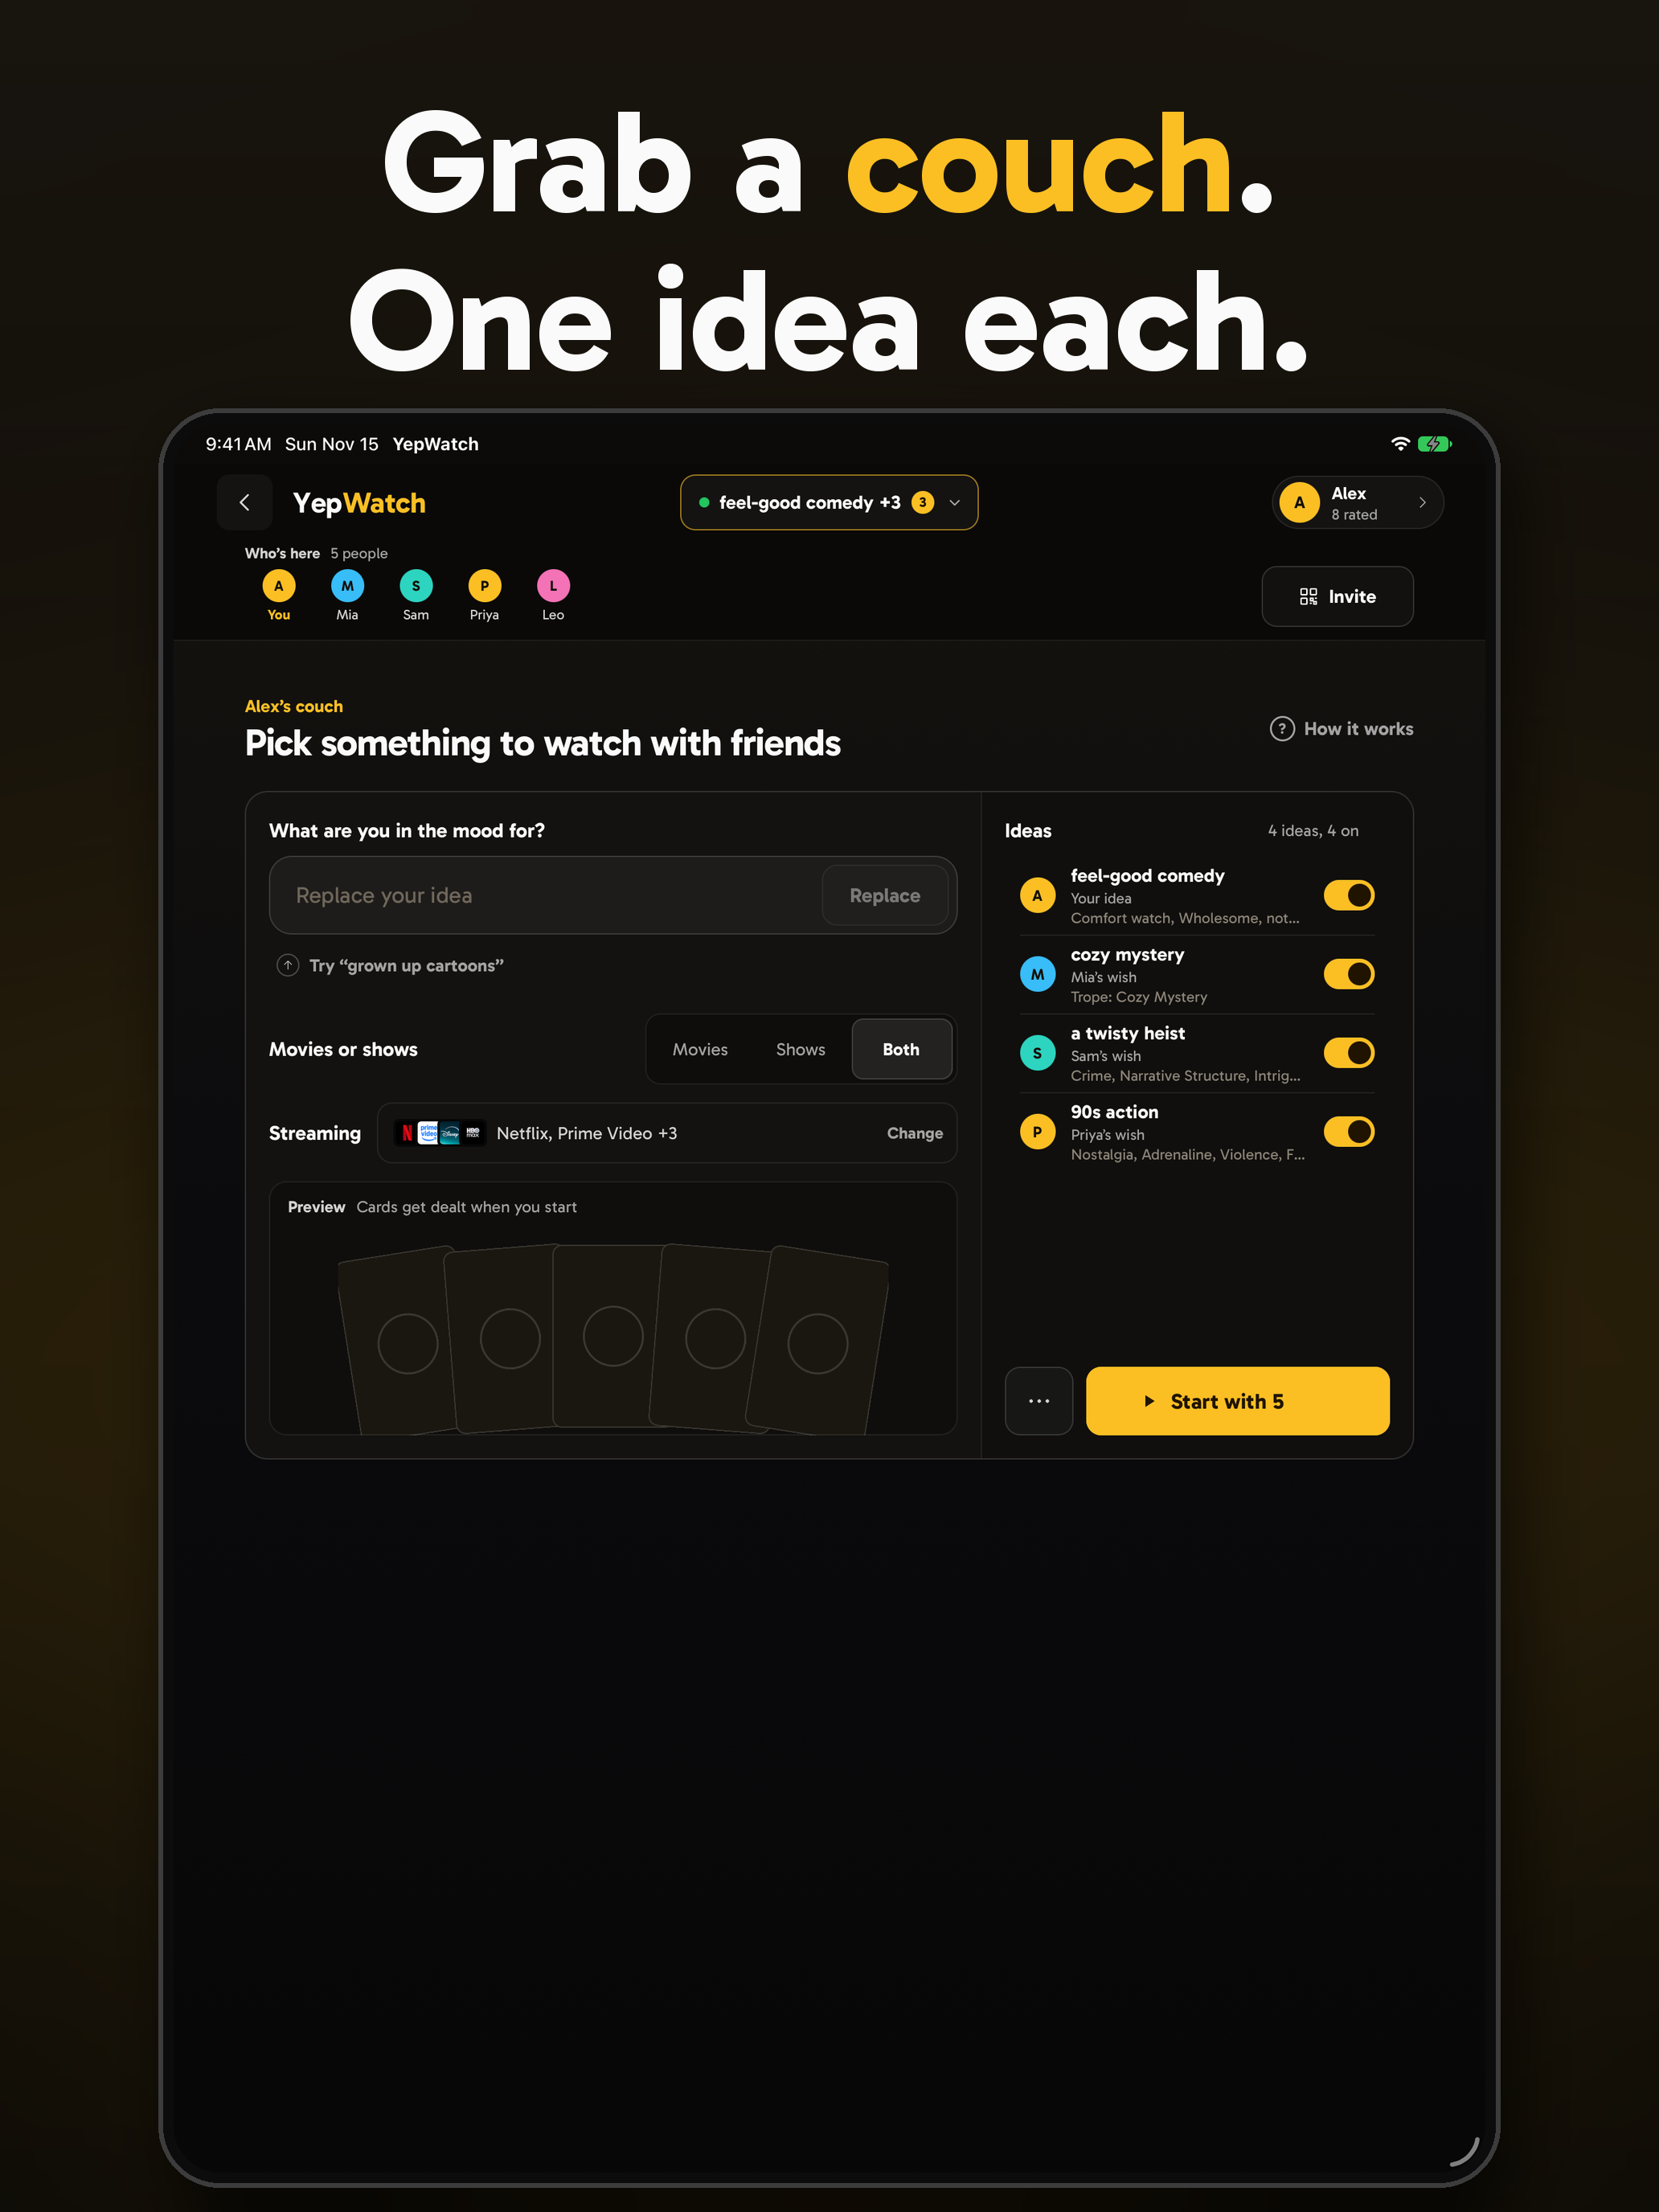 Grab a couch.
One idea each.
9:41 AM Sun Nov 15 YepWatch
YepWatch
feel-good comedy +3 3
A
Alex
8 rated
Who's here 5 people
A M S P L
You Mia Sam Priya Leo
Invite
Alex's couch
Pick something to watch with friends
? How it works
What are you in the mood for?
Replace your idea Replace
Try “grown up cartoons”
Movies or shows Movies Shows Both
Streaming N prime video Disney HBO max Netflix, Prime Video +3 Change
Preview Cards get dealt when you start
Ideas 4 ideas, 4 on
A
feel-good comedy
Your idea
Comfort watch, Wholesome, not...
M
cozy mystery
Mia's wish
Trope: Cozy Mystery
S
a twisty heist
Sam's wish
Crime, Narrative Structure, Intrig...
P
90s action
Priya's wish
Nostalgia, Adrenaline, Violence, F...
... Start with 5